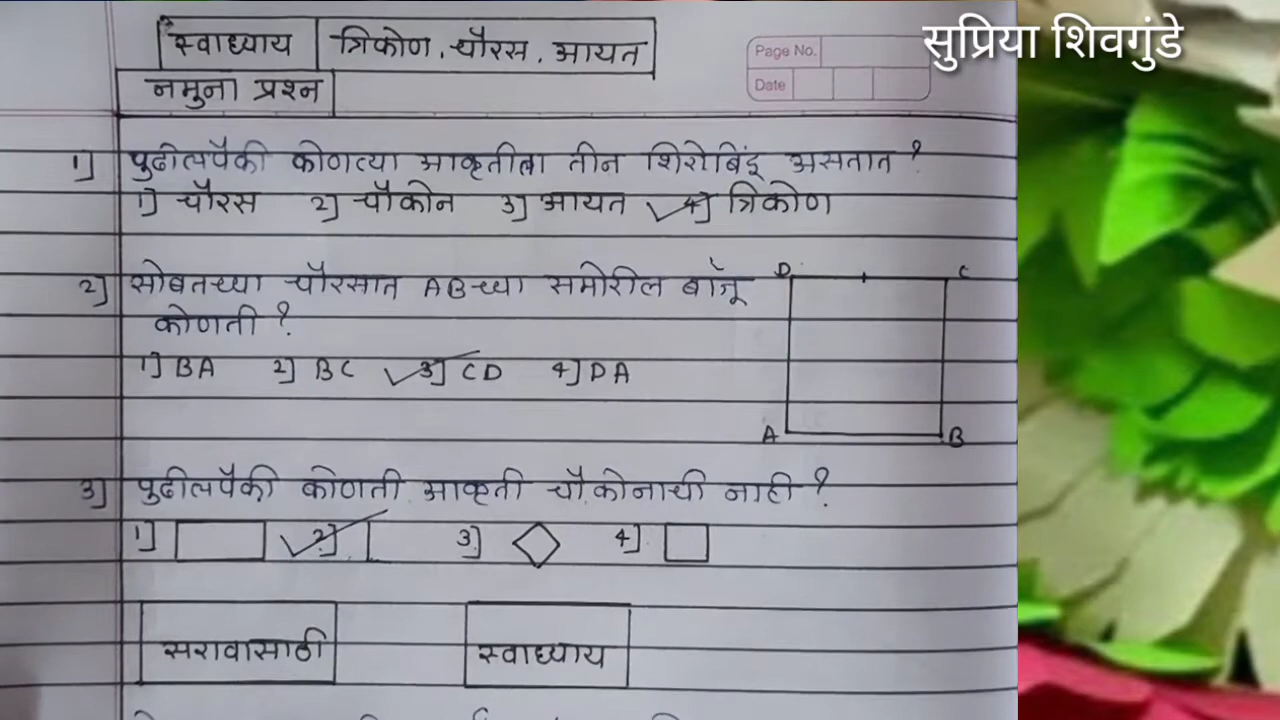 सुप्रिया शिवगुंडे
स्वाध्याय त्रिकोण, चौरस, आयत
Page No.
नमुना प्रश्न
Date
1] पुढीलपैकी कोणत्या आकृतीला तीन शिरोबिंदू असतात ?
1] चौरस 2] चौकोन 3] आयत 4] त्रिकोण
2] सोबतच्या चौरसात ABच्या समोरील बाजू
कोणती ?
D C
1] BA 2] BC 3] CD 4] DA
A B
3] पुढीलपैकी कोणती आकृती चौकोनाची नाही ?
1] 2] 3] 4]
सरावासाठी स्वाध्याय